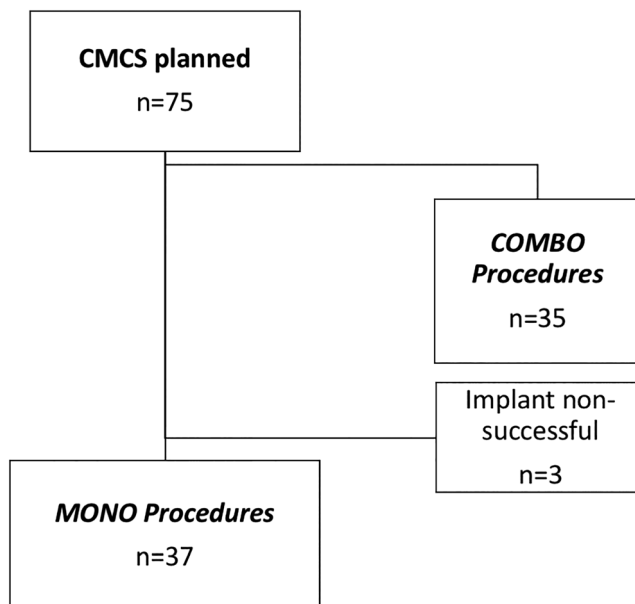 CMCS planned
n=75
COMBO
Procedures
n=35
Implant non-
successful
n=3
MONO Procedures
n=37